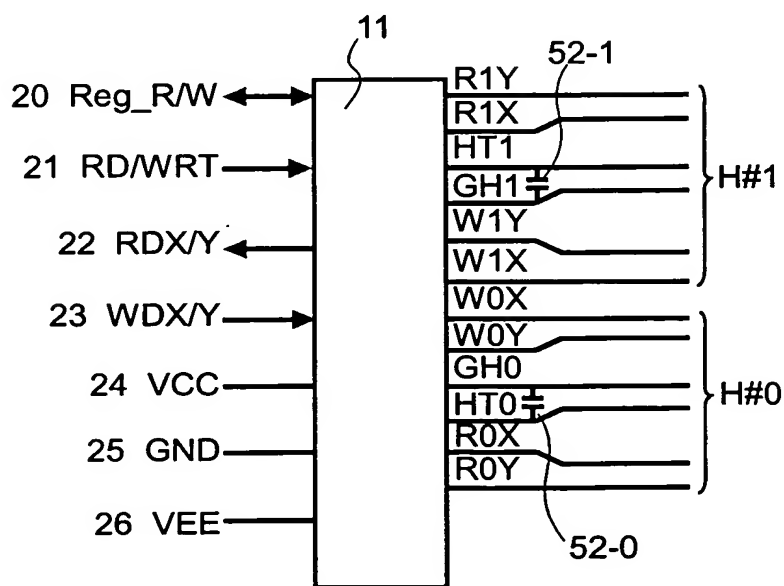 11
52-1
20 Reg_R/W
21 RD/WRT
22 RDX/Y
23 WDX/Y
24 VCC
25 GND
26 VEE
R1Y
R1X
HT1
GH1
W1Y
W1X
W0X
W0Y
GH0
HT0
R0X
R0Y
H#1
H#0
52-0